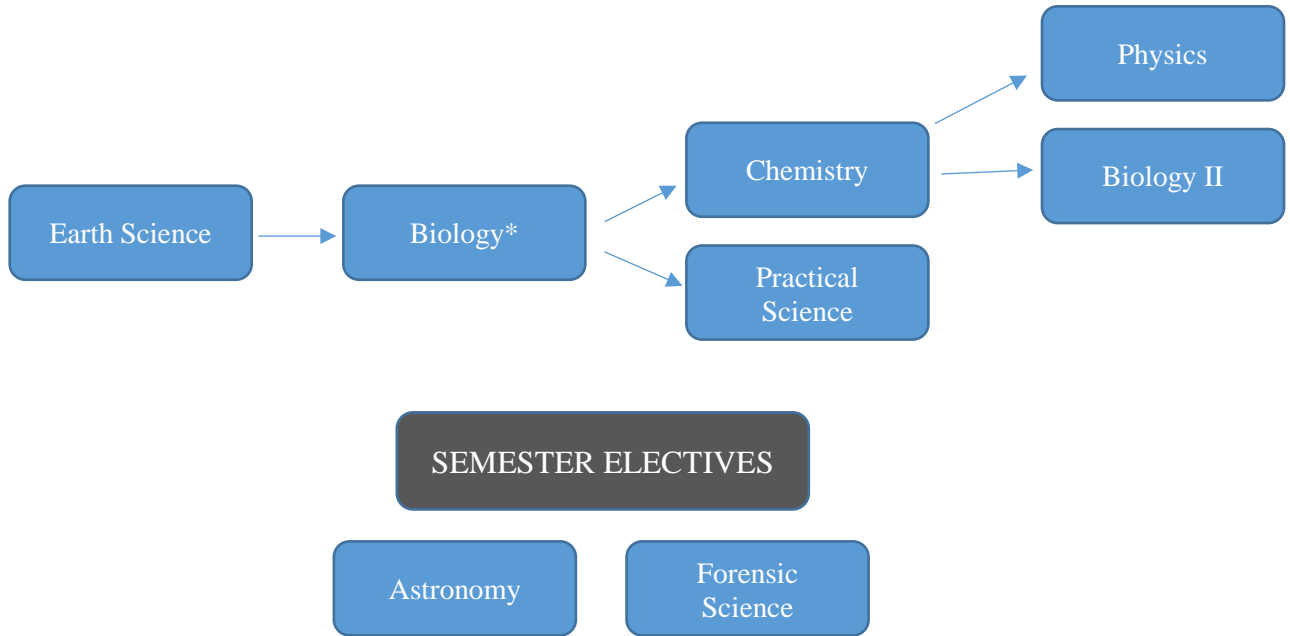 Physics
Chemistry
Biology II
Earth Science
Biology*
Practical
Science
SEMESTER ELECTIVES
Astronomy
Forensic
Science